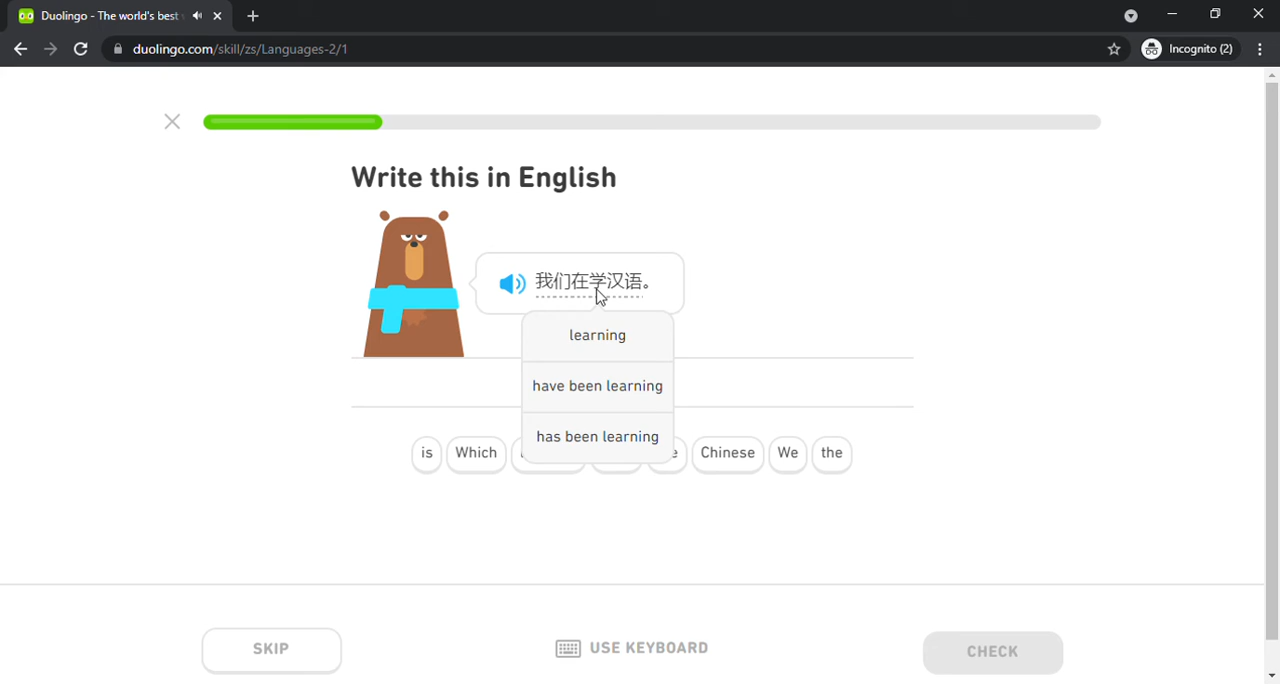 Duolingo - The world's best
duolingo.com/skill/zs/Languages-2/1
Incognito (2)
Write this in English
我们在学汉语。
learning
have been learning
has been learning
is Which Chinese We the
SKIP
USE KEYBOARD
CHECK